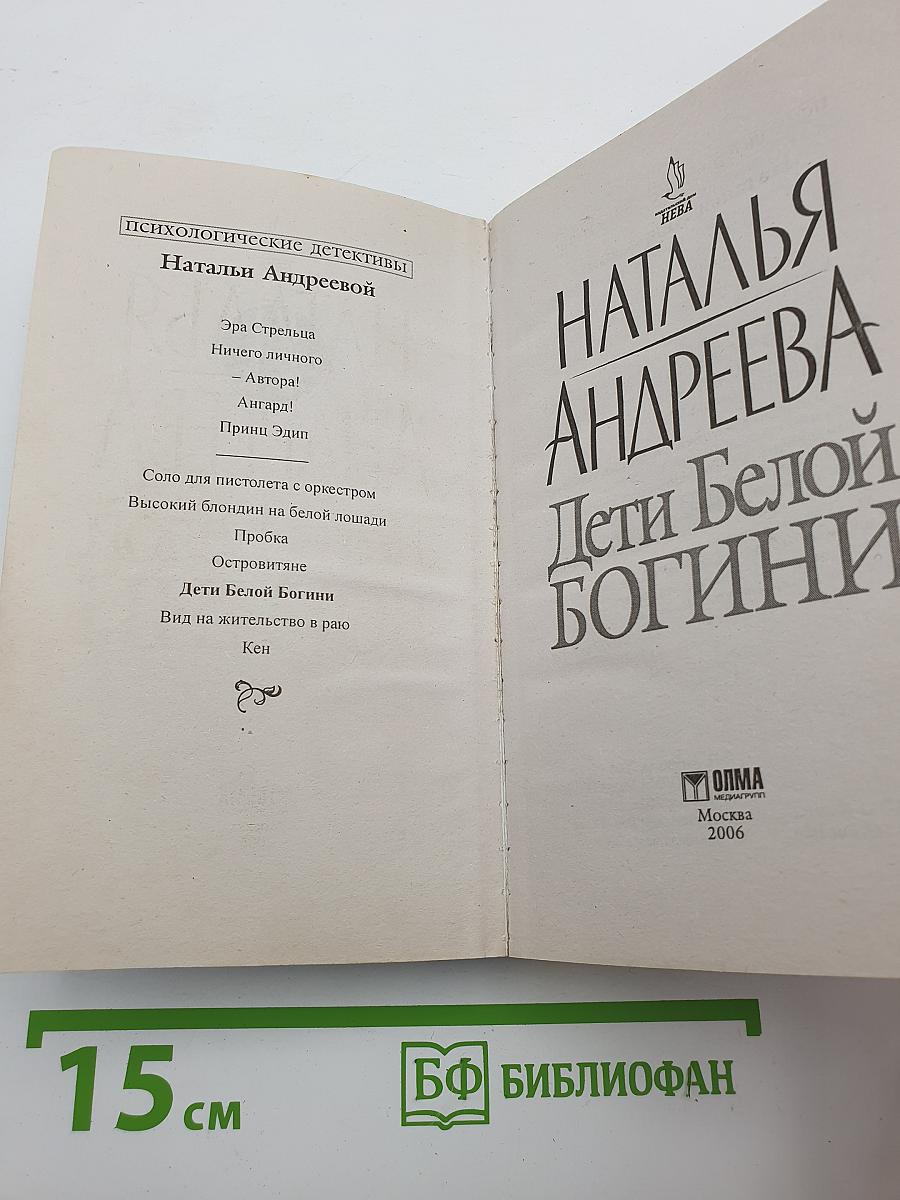 ПСИХОЛОГИЧЕСКИЕ ДЕТЕКТИВЫ
Натальи Андреевой
Эра Стрельца
Ничего личного
– Автора!
Ангард!
Принц Эдип
Соло для пистолета с оркестром
Высокий блондин на белой лошади
Пробка
Островитяне
Дети Белой Богини
Вид на жительство в раю
Кен
ИЗДАТЕЛЬСКИЙ ДОМ
НЕВА
НАТАЛЬЯ
АНДРЕЕВА
Дети Белой
БОГИНИ
ОЛМА
МЕДИАГРУПП
Москва
2006
15 см
БФ БИБЛИОФАН